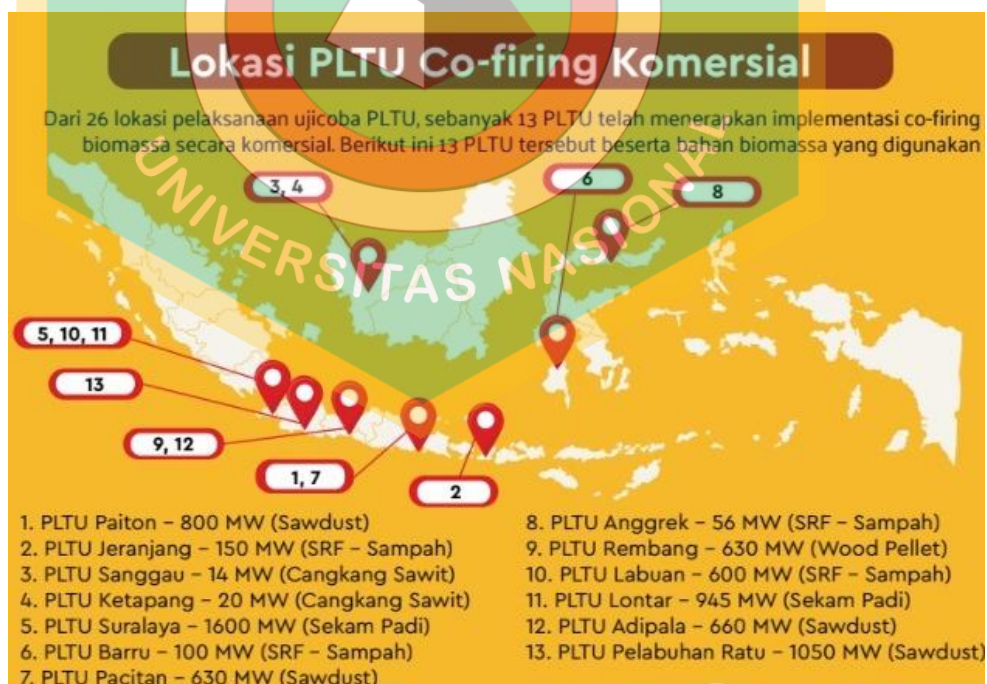 Lokasi PLTU Co-firing Komersial
Dari 26 lokasi pelaksanaan ujicoba PLTU, sebanyak 13 PLTU telah menerapkan implementasi co-firing
biomassa secara komersial. Berikut ini 13 PLTU tersebut beserta bahan biomassa yang digunakan
UNIVERSITAS NASIONAL
3, 4
6
8
5, 10, 11
13
9, 12
1, 7
2
1. PLTU Paiton – 800 MW (Sawdust)
2. PLTU Jeranjang – 150 MW (SRF – Sampah)
3. PLTU Sanggau – 14 MW (Cangkang Sawit)
4. PLTU Ketapang – 20 MW (Cangkang Sawit)
5. PLTU Suralaya – 1600 MW (Sekam Padi)
6. PLTU Barru – 100 MW (SRF – Sampah)
7. PLTU Pacitan – 630 MW (Sawdust)
8. PLTU Anggrek – 56 MW (SRF – Sampah)
9. PLTU Rembang – 630 MW (Wood Pellet)
10. PLTU Labuan – 600 MW (SRF – Sampah)
11. PLTU Lontar – 945 MW (Sekam Padi)
12. PLTU Adipala – 660 MW (Sawdust)
13. PLTU Pelabuhan Ratu – 1050 MW (Sawdust)